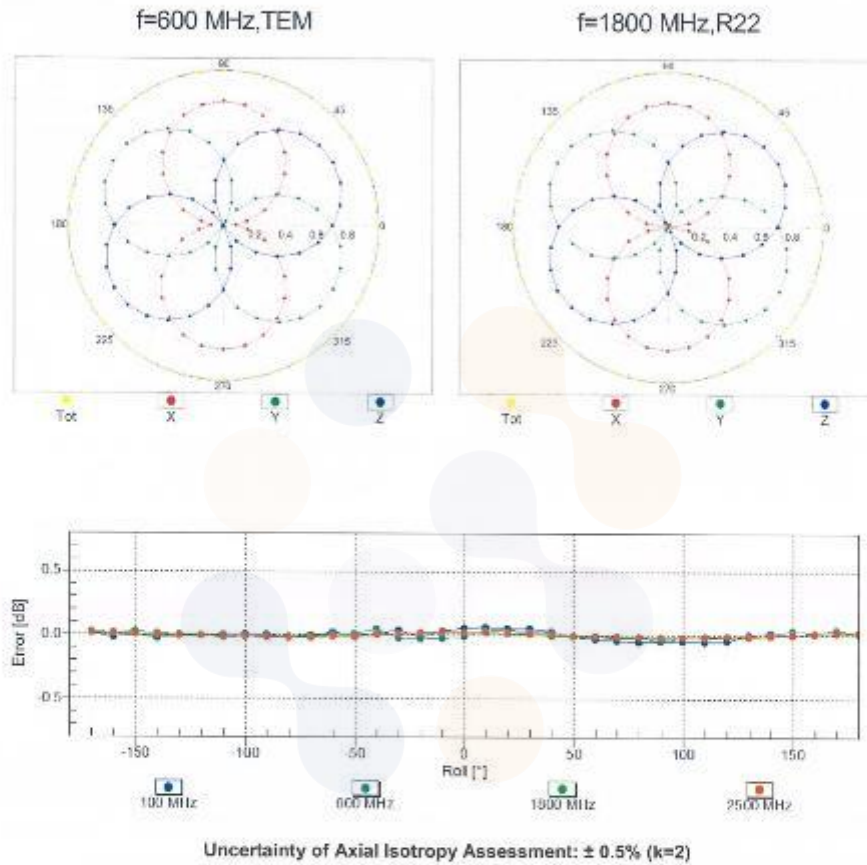 f=600 MHz,TEM
f=1800 MHz,R22
90
90
135
45
135
45
180
0.2
0.4
0.6
0.8
0
180
0.2
0.4
0.6
0.8
0
225
315
225
315
270
270
Tot
X
Y
Z
Tot
X
Y
Z
0.5
0.0
-0.5
Error [dB]
-150
-100
-50
0
50
100
150
Roll [°]
100 MHz
600 MHz
1800 MHz
2500 MHz
Uncertainty of Axial Isotropy Assessment: ± 0.5% (k=2)